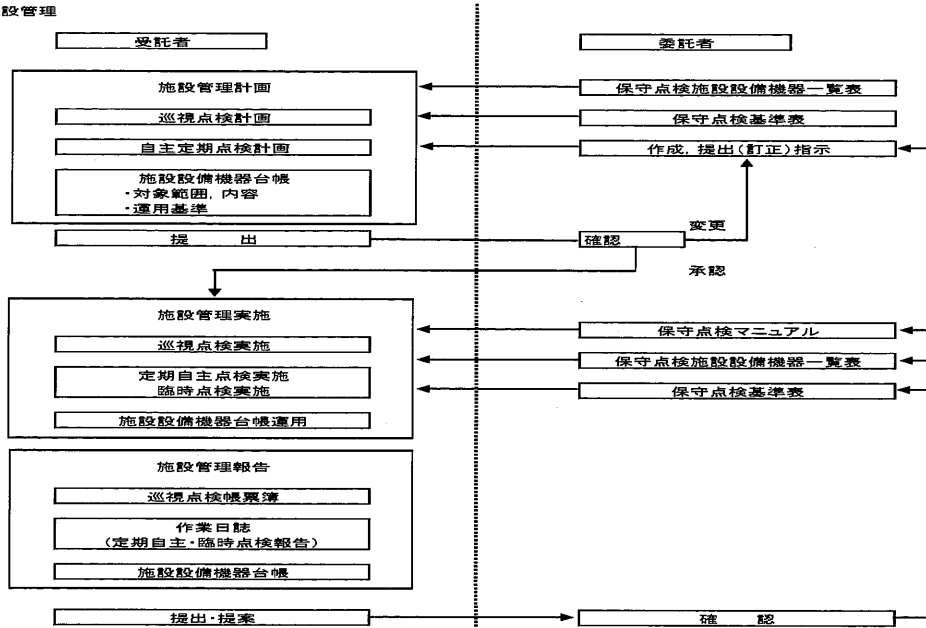 設管理
受託者
委託者
施設管理計画
保守点検施設設備機器一覧表
巡視点検計画
保守点検基準表
自主定期点検計画
作成，提出（訂正）指示
施設設備機器台帳
・対象範囲，内容
・運用基準
変更
提 出
確認
承認
施設管理実施
保守点検マニュアル
巡視点検実施
保守点検施設設備機器一覧表
定期自主点検実施
臨時点検実施
保守点検基準表
施設設備機器台帳運用
施設管理報告
巡視点検帳票簿
作業日誌
（定期自主・臨時点検報告）
施設設備機器台帳
提出・提案
確 認